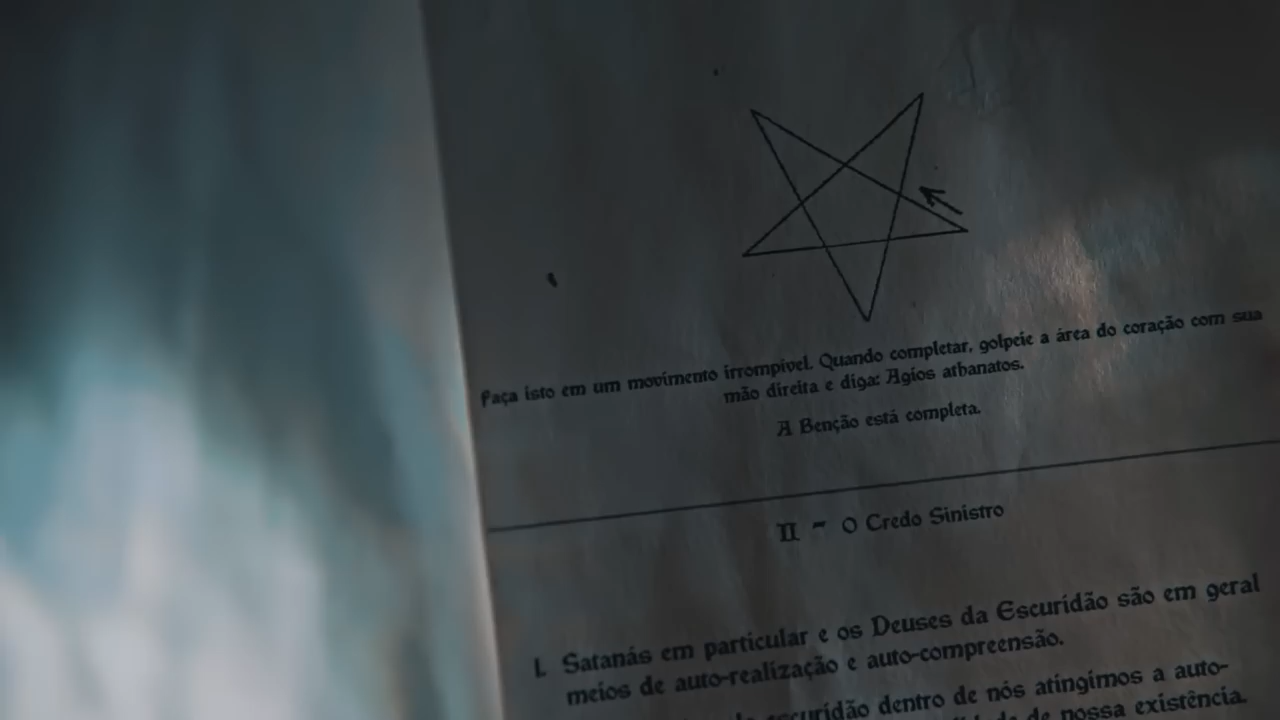 Faça isto em um movimento irrompivel. Quando completar, golpeie a área do coração com sua
mão direita e diga: Agios athanatos.
A Benção está completa.
II - O Credo Sinistro
1. Satanás em particular e os Deuses da Escuridão são em geral
meios de auto-realização e auto-compreensão.
escuridão dentro de nós atingimos a auto-
de nossa existência.